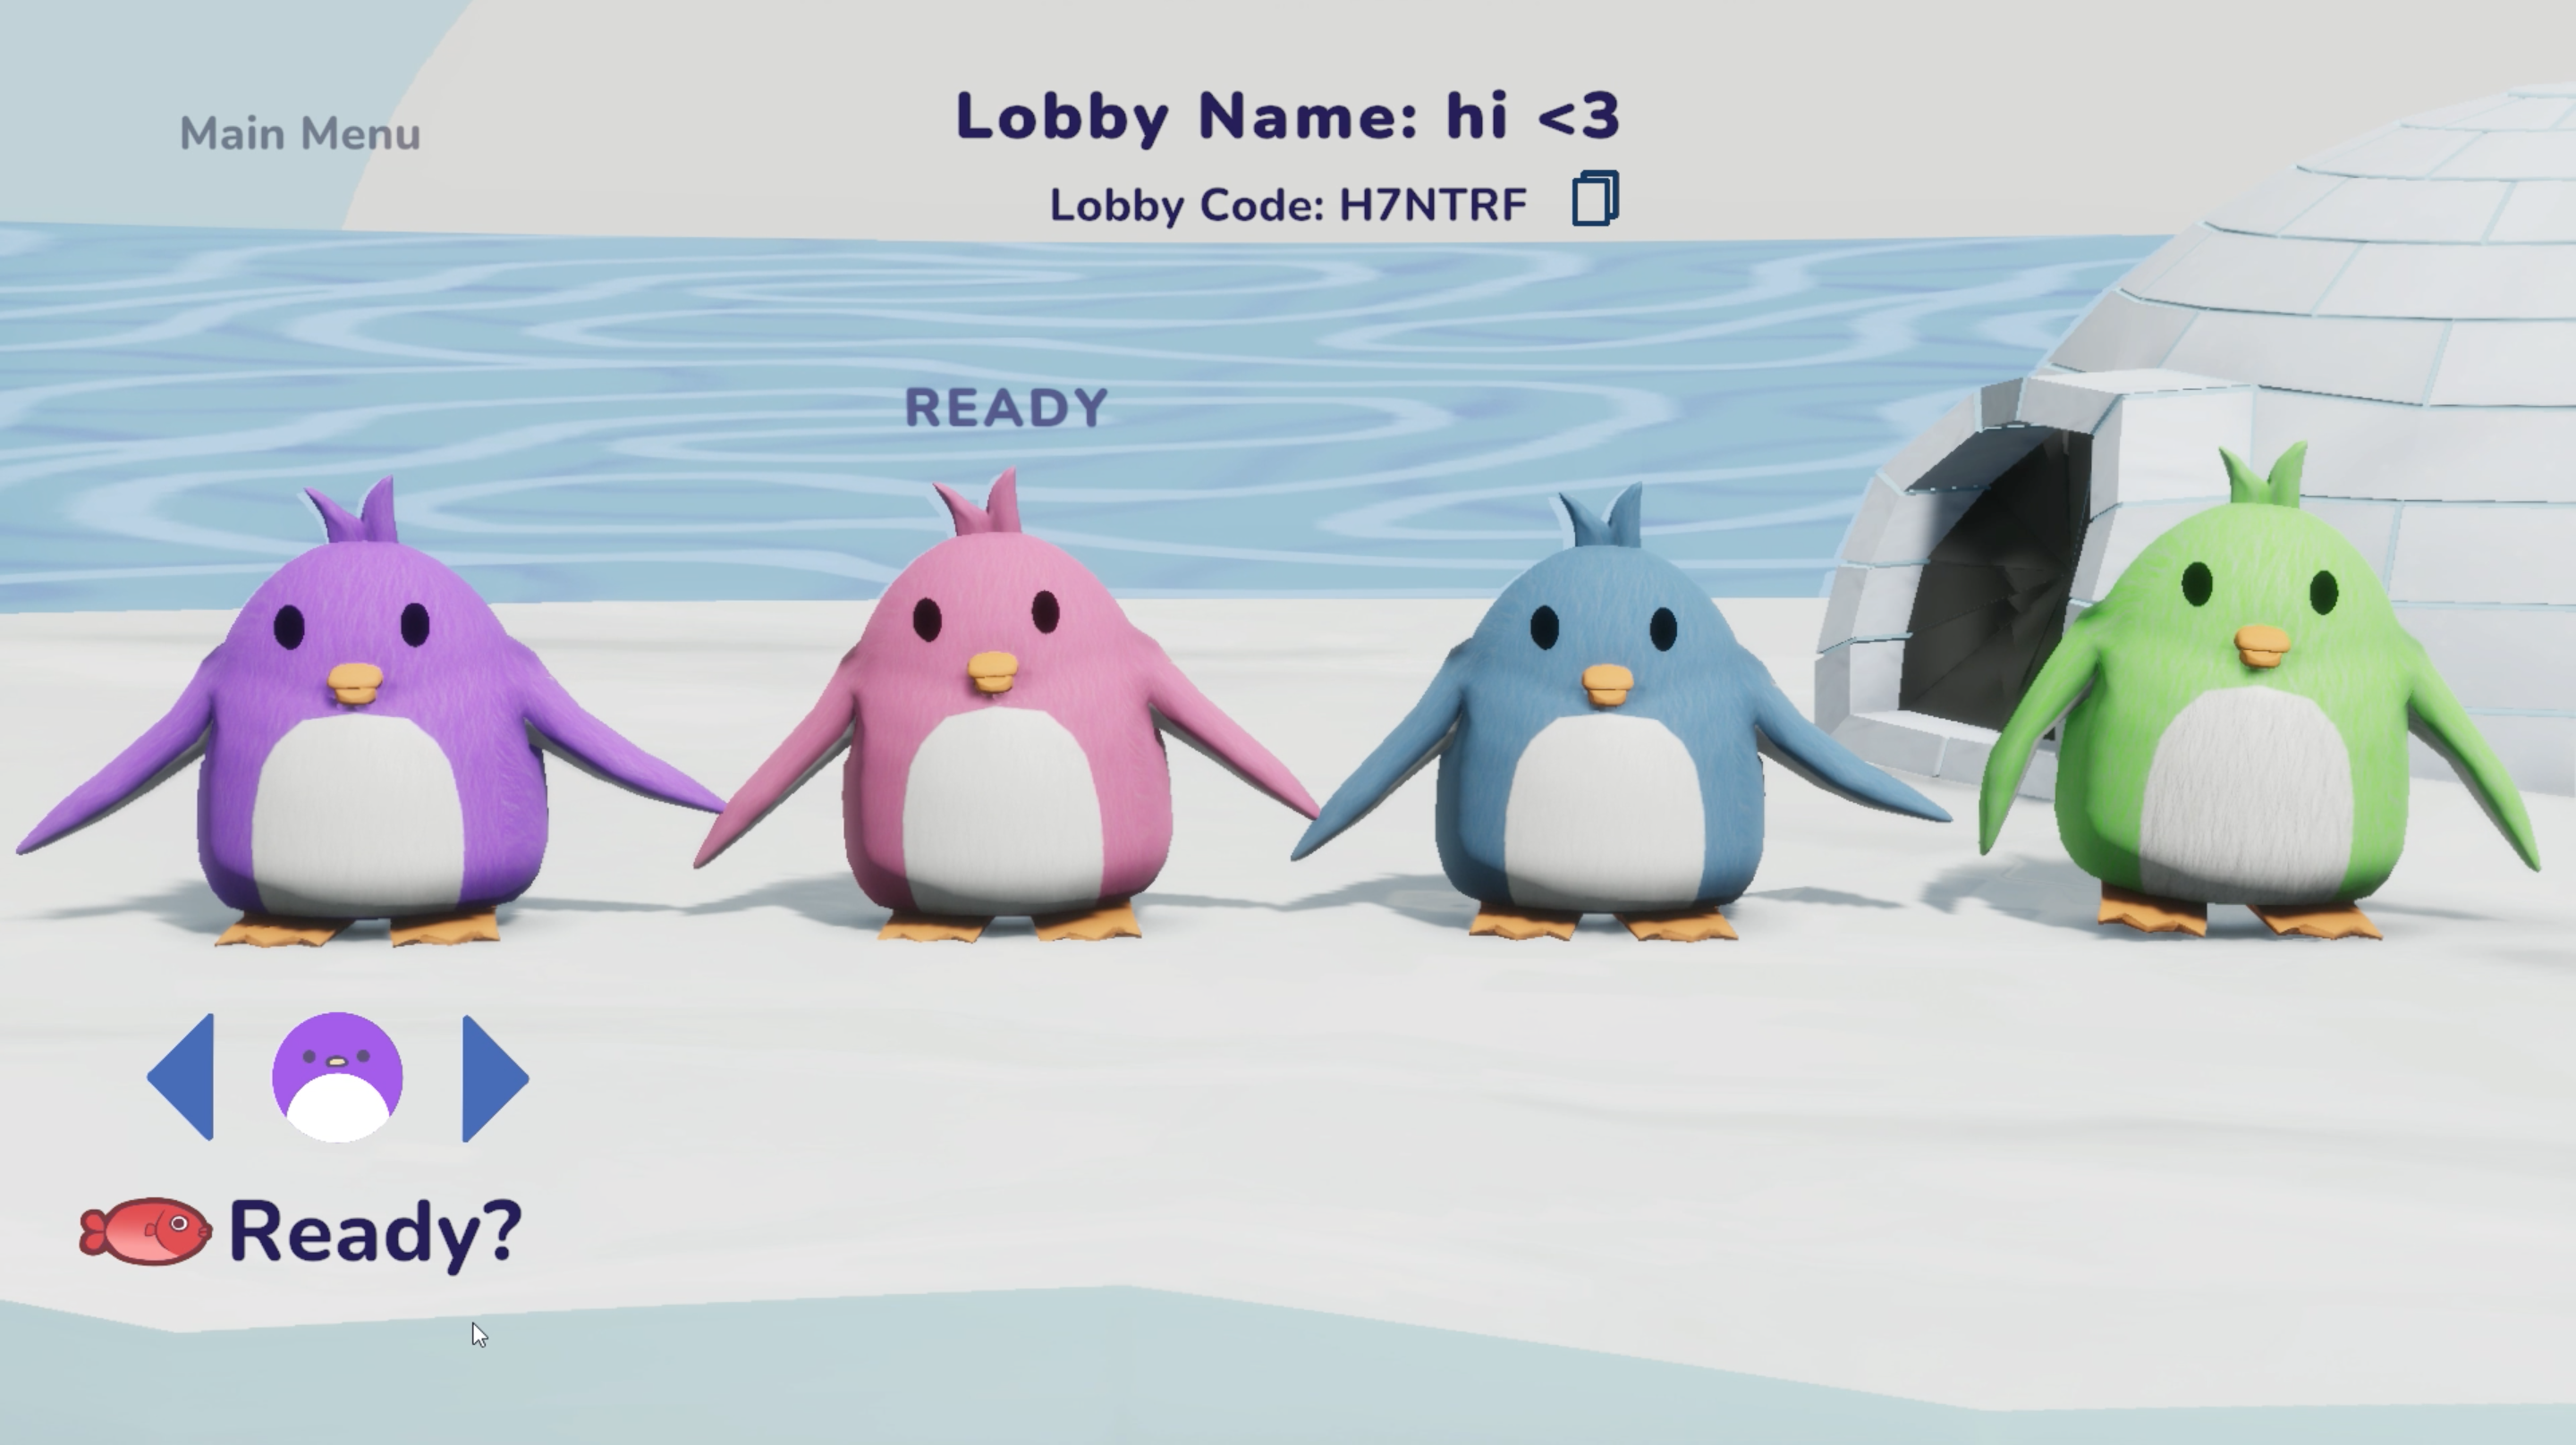 Main Menu
Lobby Name: hi <3
Lobby Code: H7NTRF
READY
Ready?